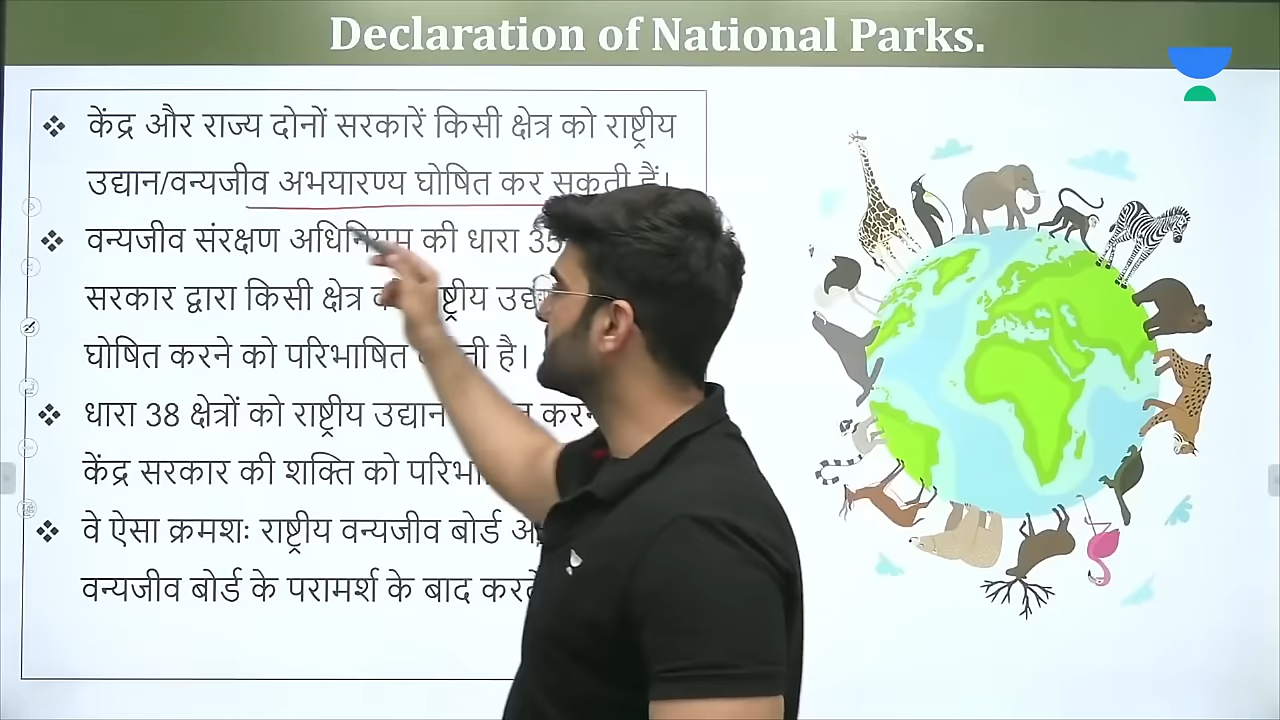 Declaration of National Parks.
❖ केंद्र और राज्य दोनों सरकारें किसी क्षेत्र को राष्ट्रीय
उद्यान/वन्यजीव अभयारण्य घोषित कर सकती हैं।
❖ वन्यजीव संरक्षण अधिनियम की धारा 35
सरकार द्वारा किसी क्षेत्र
घोषित करने को परिभाषित है।
❖ धारा 38 क्षेत्रों को राष्ट्रीय उद्यान
केंद्र सरकार की शक्ति को
❖ वे ऐसा क्रमशः राष्ट्रीय वन्यजीव बोर्ड
वन्यजीव बोर्ड के परामर्श के बाद